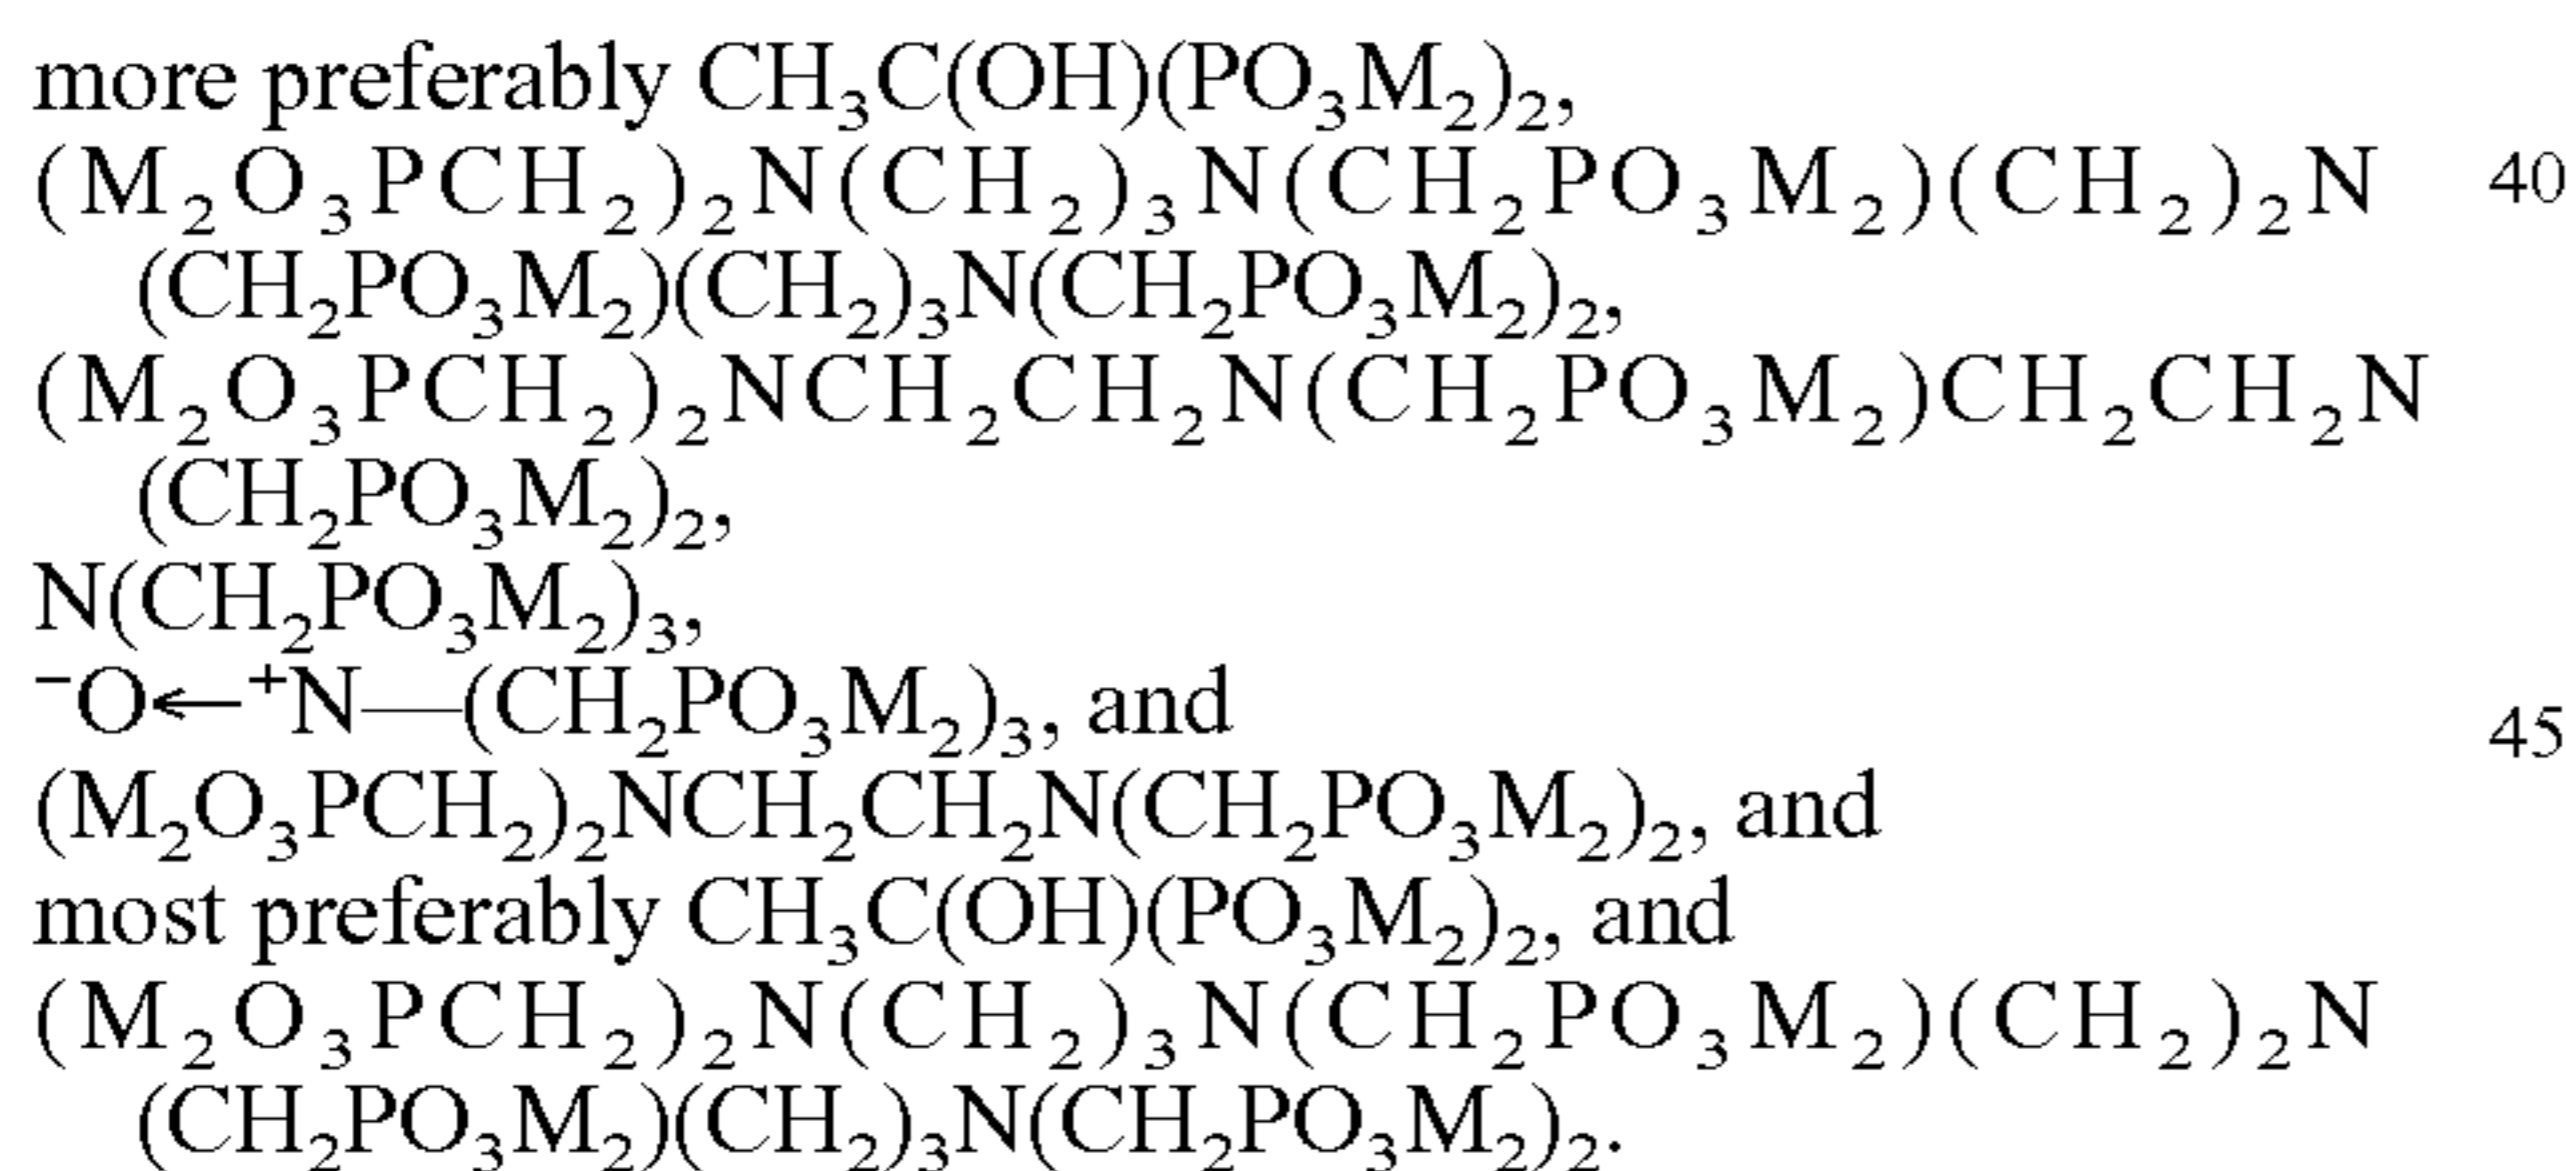 more preferably CH₃C(OH)(PO₃M₂)₂,
(M₂O₃PCH₂)₂N(CH₂)₃N(CH₂PO₃M₂)(CH₂)₂N 40
(CH₂PO₃M₂)(CH₂)₃N(CH₂PO₃M₂)₂,
(M₂O₃PCH₂)₂NCH₂CH₂N(CH₂PO₃M₂)CH₂CH₂N
(CH₂PO₃M₂)₂,
N(CH₂PO₃M₂)₃,
⁻O←⁺N—(CH₂PO₃M₂)₃, and 45
(M₂O₃PCH₂)₂NCH₂CH₂N(CH₂PO₃M₂)₂, and
most preferably CH₃C(OH)(PO₃M₂)₂, and
(M₂O₃PCH₂)₂N(CH₂)₃N(CH₂PO₃M₂)(CH₂)₂N
(CH₂PO₃M₂)(CH₂)₃N(CH₂PO₃M₂)₂.